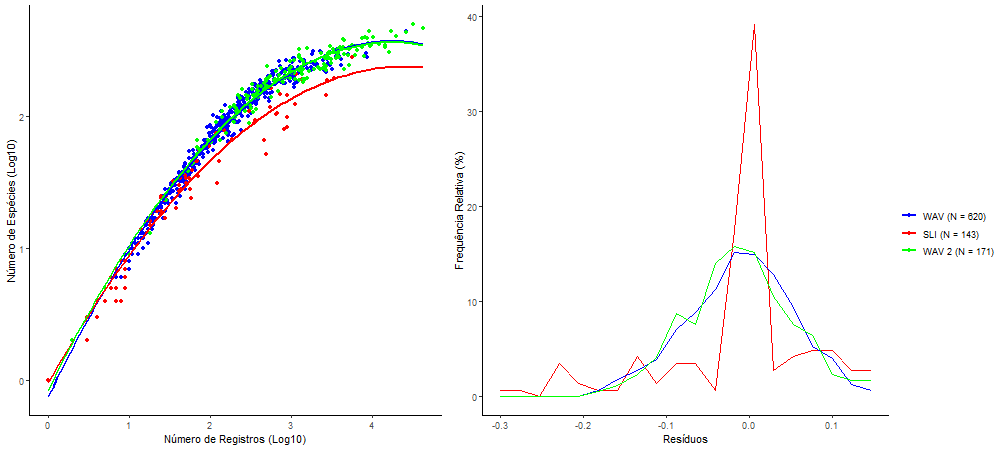 Número de Espécies (Log10)
2
1
0
0
1
2
3
4
Número de Registros (Log10)
Frequência Relativa (%)
40
30
20
10
0
-0.3
-0.2
-0.1
0.0
0.1
Resíduos
WAV (N = 620)
SLI (N = 143)
WAV 2 (N = 171)